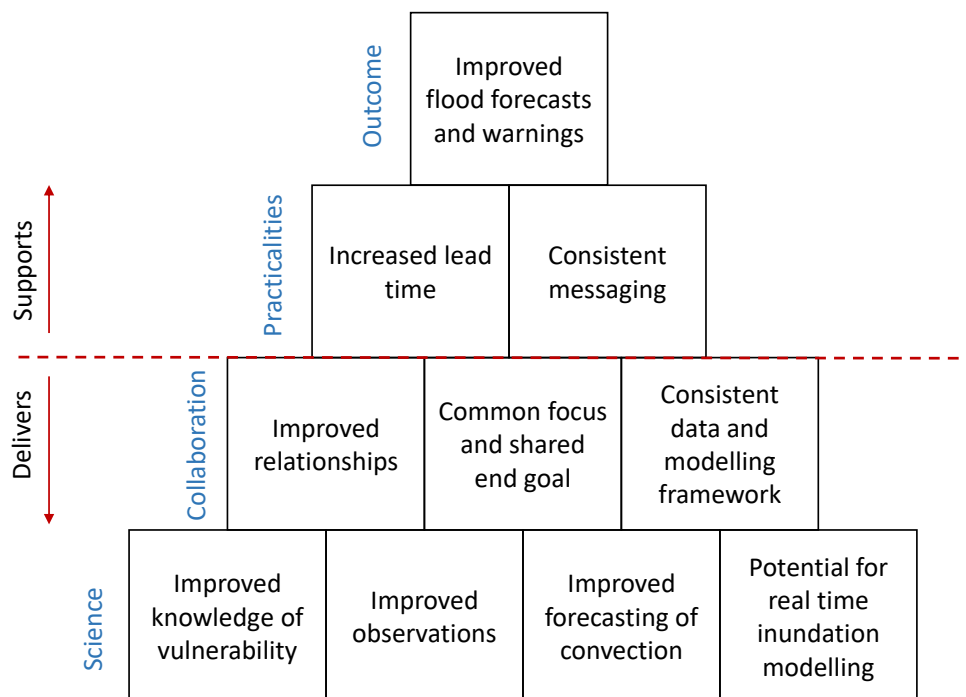 Outcome
Improved
flood forecasts
and warnings
Supports
Practicalities
Increased lead
time
Consistent
messaging
Delivers
Collaboration
Improved
relationships
Common focus
and shared
end goal
Consistent
data and
modelling
framework
Science
Improved
knowledge of
vulnerability
Improved
observations
Improved
forecasting of
convection
Potential for
real time
inundation
modelling